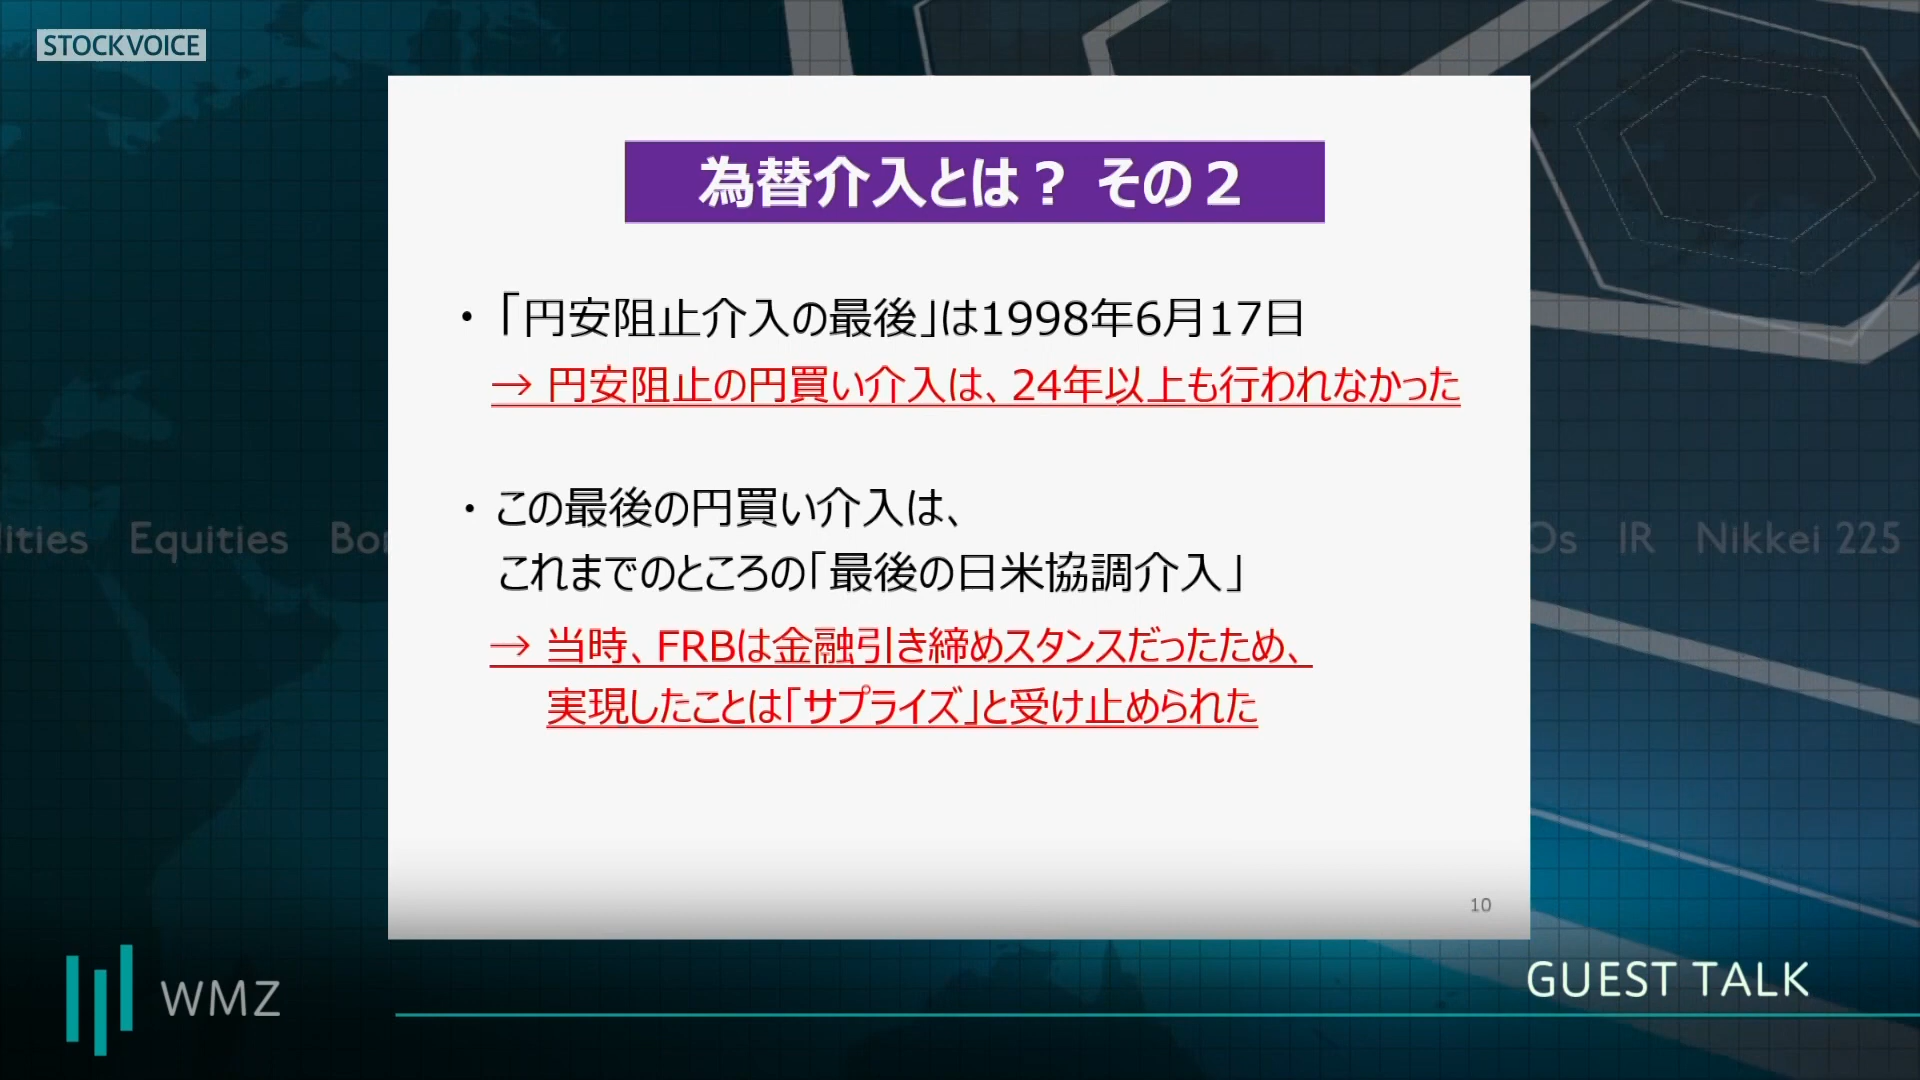 STOCKVOICE
為替介入とは？ その２
・「円安阻止介入の最後」は1998年6月17日
→ 円安阻止の円買い介入は、24年以上も行われなかった
・この最後の円買い介入は、
これまでのところの「最後の日米協調介入」
→ 当時、FRBは金融引き締めスタンスだったため、
実現したことは「サプライズ」と受け止められた
Equities
IR Nikkei 225
10
WMZ
GUEST TALK